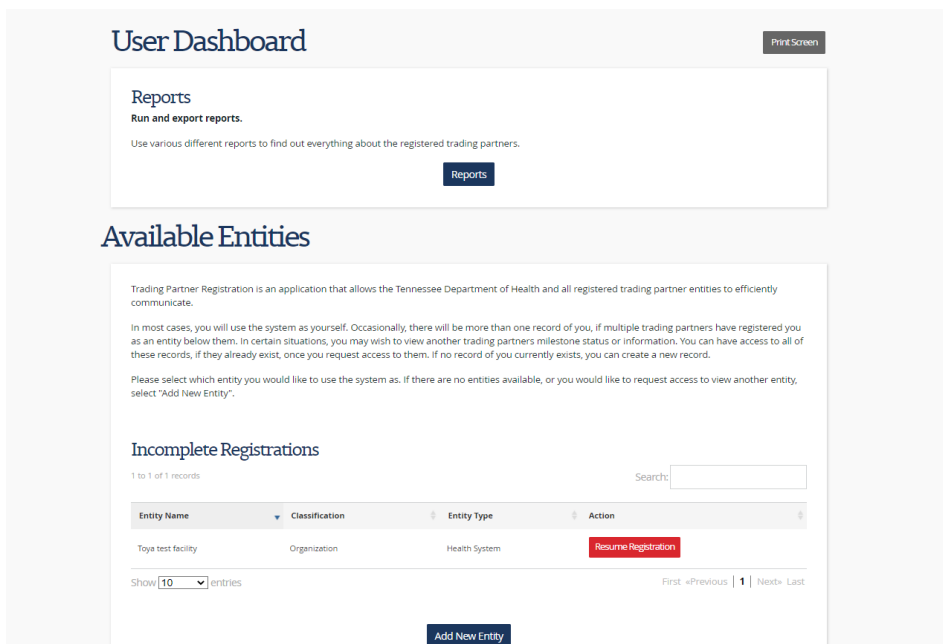 User Dashboard
Print Screen
Reports
Run and export reports.
Use various different reports to find out everything about the registered trading partners.
Reports
Available Entities
Trading Partner Registration is an application that allows the Tennessee Department of Health and all registered trading partner entities to efficiently
communicate.
In most cases, you will use the system as yourself. Occasionally, there will be more than one record of you, if multiple trading partners have registered you
as an entity below them. In certain situations, you may wish to view another trading partners milestone status or information. You can have access to all of
these records, if they already exist, once you request access to them. If no record of you currently exists, you can create a new record.
Please select which entity you would like to use the system as. If there are no entities available, or you would like to request access to view another entity,
select "Add New Entity".
Incomplete Registrations
1 to 1 of 1 records
Search:
Entity Name Classification Entity Type Action
Toya test facility Organization Health System Resume Registration
Show 10 entries
First «Previous 1 Next» Last
Add New Entity